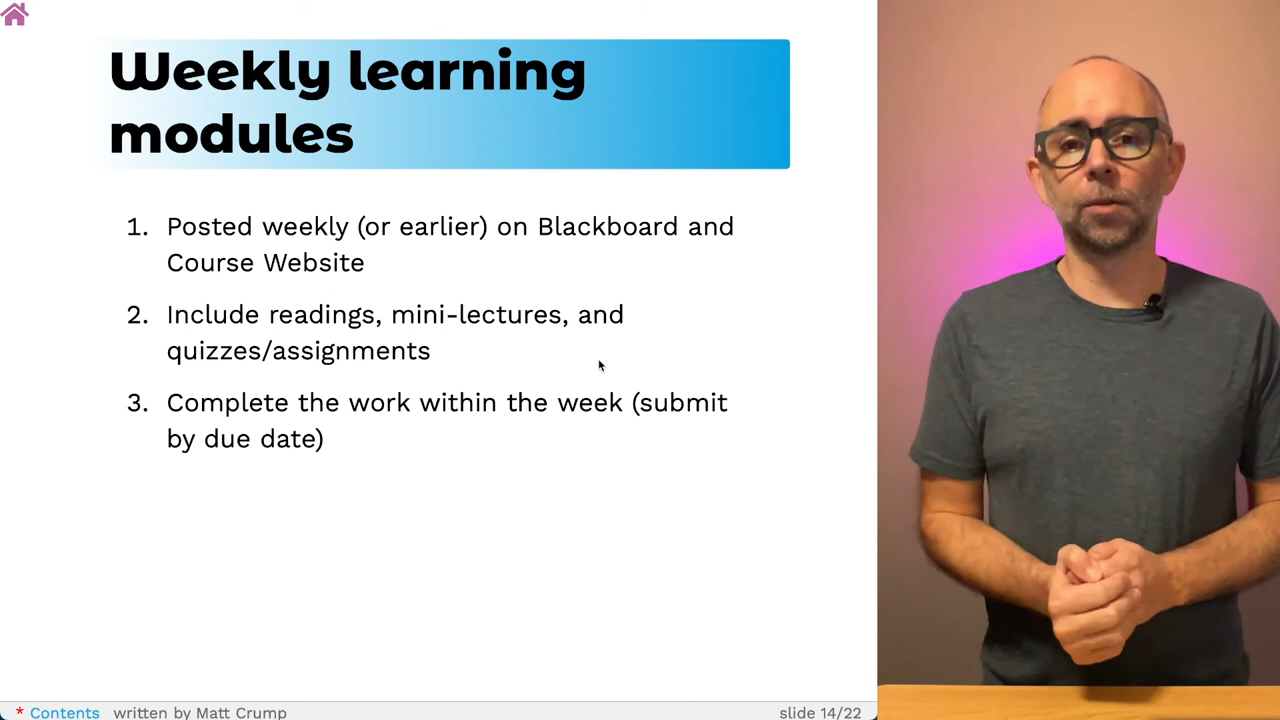 Weekly learning
modules
1. Posted weekly (or earlier) on Blackboard and
Course Website
2. Include readings, mini-lectures, and
quizzes/assignments
3. Complete the work within the week (submit
by due date)
* Contents written by Matt Crump slide 14/22